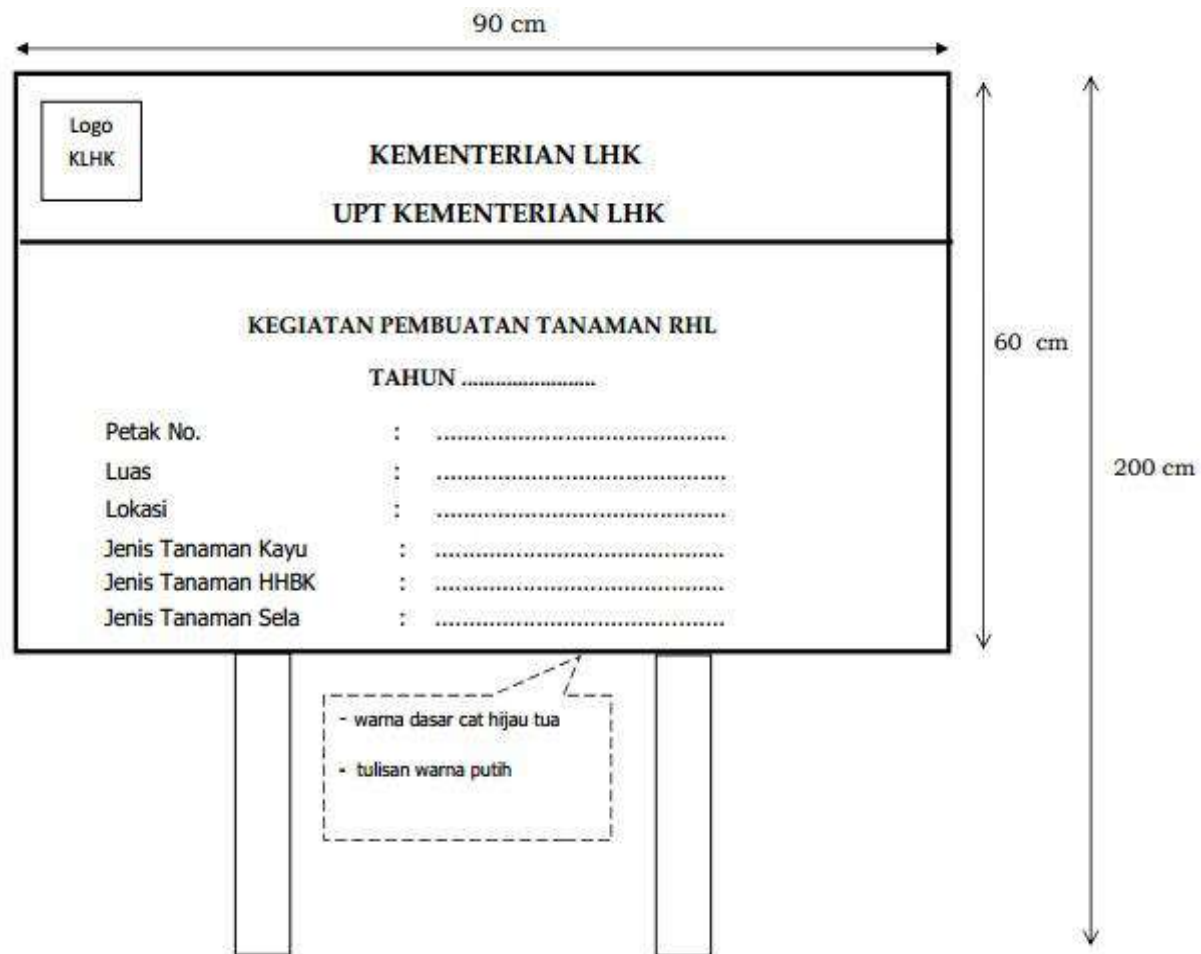 90 cm
Logo
KLHK
KEMENTERIAN LHK
UPT KEMENTERIAN LHK
KEGIATAN PEMBUATAN TANAMAN RHL
60 cm
TAHUN ..........................
Petak No. : ...........................................
Luas : ...........................................
200 cm
Lokasi : ...........................................
Jenis Tanaman Kayu : ...........................................
Jenis Tanaman HHBK : ...........................................
Jenis Tanaman Sela : ...........................................
- warna dasar cat hijau tua
- tulisan warna putih